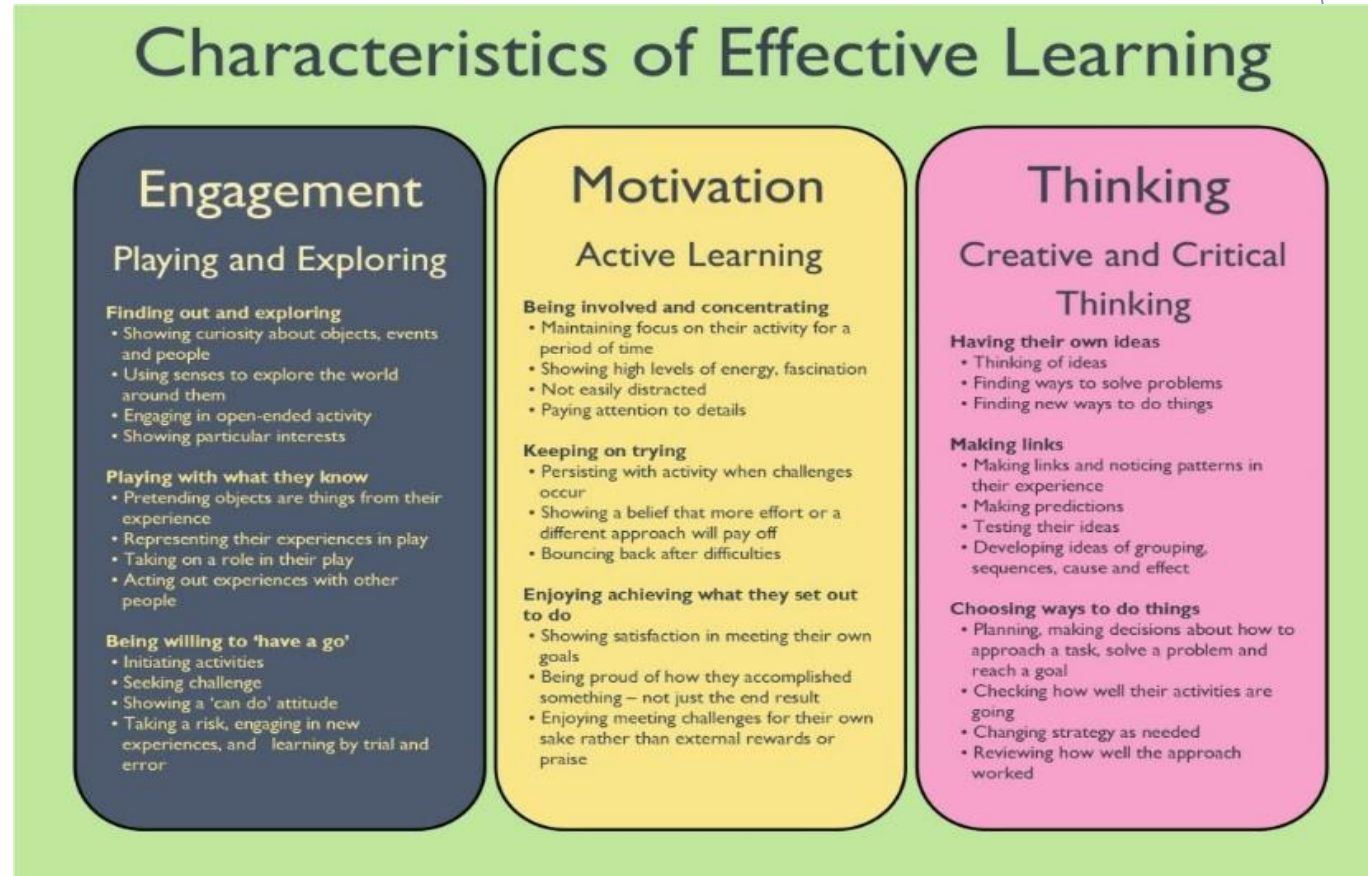 Characteristics of Effective Learning
Engagement
Playing and Exploring
Finding out and exploring
• Showing curiosity about objects, events
and people
• Using senses to explore the world
around them
• Engaging in open-ended activity
• Showing particular interests
Playing with what they know
• Pretending objects are things from their
experience
• Representing their experiences in play
• Taking on a role in their play
• Acting out experiences with other
people
Being willing to ‘have a go’
• Initiating activities
• Seeking challenge
• Showing a ‘can do’ attitude
• Taking a risk, engaging in new
experiences, and learning by trial and
error
Motivation
Active Learning
Being involved and concentrating
• Maintaining focus on their activity for a
period of time
• Showing high levels of energy, fascination
• Not easily distracted
• Paying attention to details
Keeping on trying
• Persisting with activity when challenges
occur
• Showing a belief that more effort or a
different approach will pay off
• Bouncing back after difficulties
Enjoying achieving what they set out
to do
• Showing satisfaction in meeting their own
goals
• Being proud of how they accomplished
something – not just the end result
• Enjoying meeting challenges for their own
sake rather than external rewards or
praise
Thinking
Creative and Critical
Thinking
Having their own ideas
• Thinking of ideas
• Finding ways to solve problems
• Finding new ways to do things
Making links
• Making links and noticing patterns in
their experience
• Making predictions
• Testing their ideas
• Developing ideas of grouping,
sequences, cause and effect
Choosing ways to do things
• Planning, making decisions about how to
approach a task, solve a problem and
reach a goal
• Checking how well their activities are
going
• Changing strategy as needed
• Reviewing how well the approach
worked